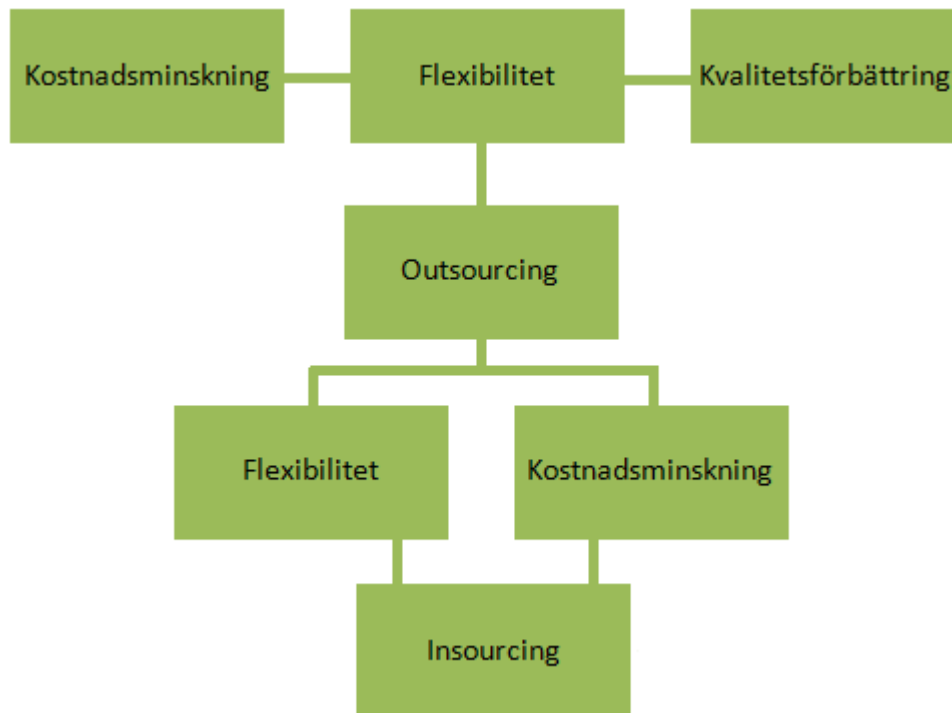 Kostnadsminskning
Flexibilitet
Kvalitetsförbättring
Outsourcing
Flexibilitet
Kostnadsminskning
Insourcing